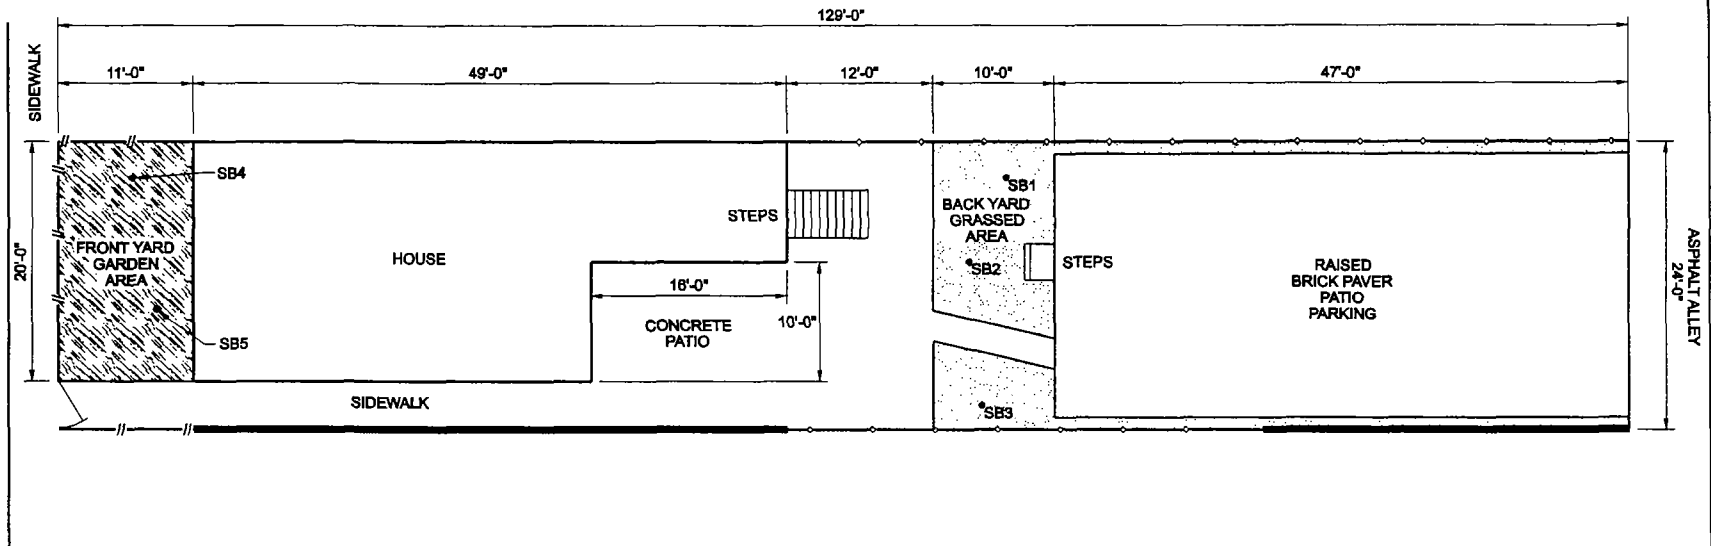 129'-0"
SIDEWALK
11'-0"
49'-0"
12'-0"
10'-0"
47'-0"
SB4
SB1
BACK YARD
GRASSED
AREA
STEPS
20'-0"
FRONT YARD
GARDEN
AREA
HOUSE
SB2
STEPS
RAISED
BRICK PAVER
PATIO
PARKING
ASPHALT ALLEY
24'-0"
16'-0"
CONCRETE
PATIO
10'-0"
SB5
SIDEWALK
SB3